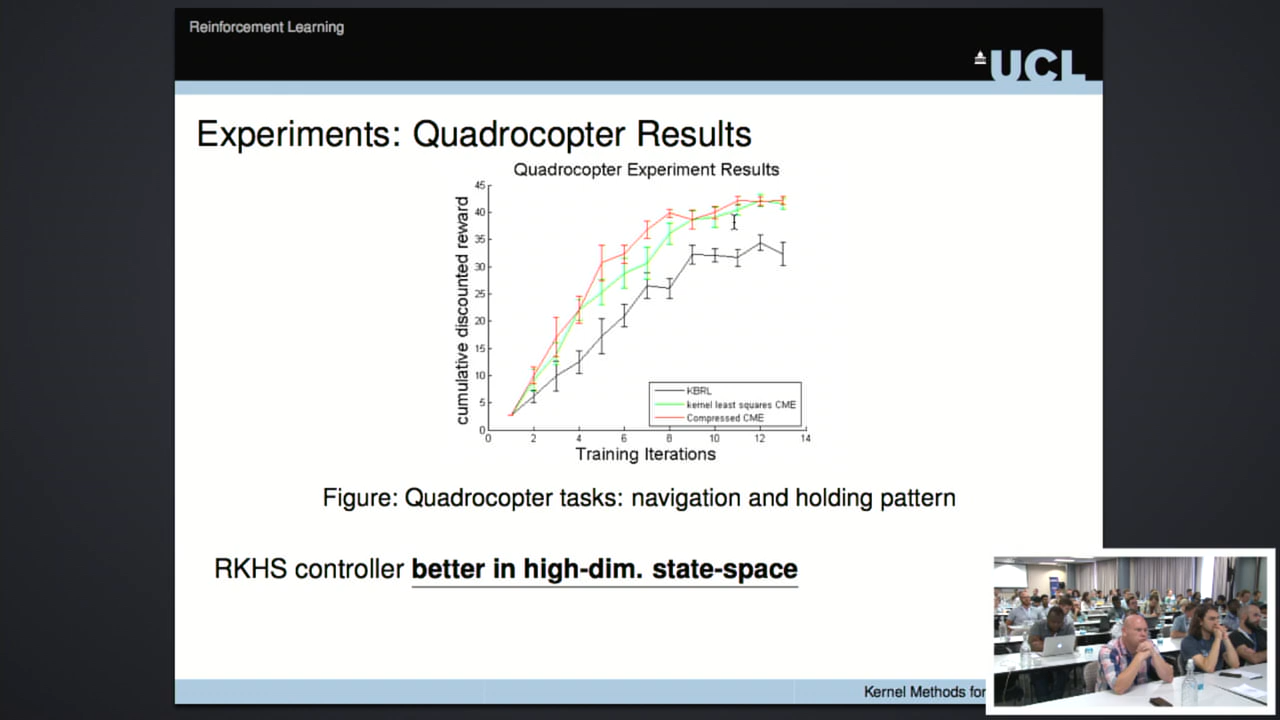 Reinforcement Learning
UCL
Experiments: Quadrocopter Results
Quadrocopter Experiment Results
cumulative discounted reward
45
40
35
30
25
20
15
10
5
0
KBRL
kernel least squares CME
Compressed CME
0 2 4 6 8 10 12 14
Training Iterations
Figure: Quadrocopter tasks: navigation and holding pattern
RKHS controller better in high-dim. state-space
Kernel Methods for